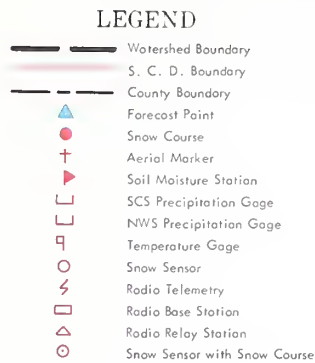 LEGEND
Watershed Boundary
S. C. D. Boundary
County Boundary
Forecast Point
Snow Course
Aerial Marker
Soil Moisture Station
SCS Precipitation Gage
NWS Precipitation Gage
Temperature Gage
Snow Sensor
Radio Telemetry
Radio Base Station
Radio Relay Station
Snow Sensor with Snow Course